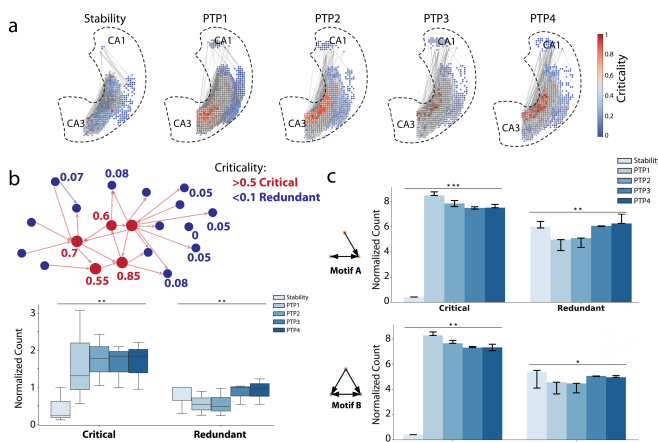 a
Stability
PTP1
PTP2
PTP3
PTP4
CA1
CA3
CA3
CA1
CA3
CA1
CA3
CA1
CA3
1
0.8
0.6
0.4
0.2
0.0
Criticality
b
Criticality:
>0.5 Critical
<0.1 Redundant
0.07
0.08
0.05
0.05
0
0.05
0.08
0.6
0.7
0.55
0.85
Normalized Count
3
2
1
0
**
**
Stability
PTP1
PTP2
PTP3
PTP4
Critical
Redundant
c
Stability
PTP1
PTP2
PTP3
PTP4
Motif A
Normalized Count
8
6
4
2
0
***
**
Critical
Redundant
Motif B
Normalized Count
8
6
4
2
0
**
*